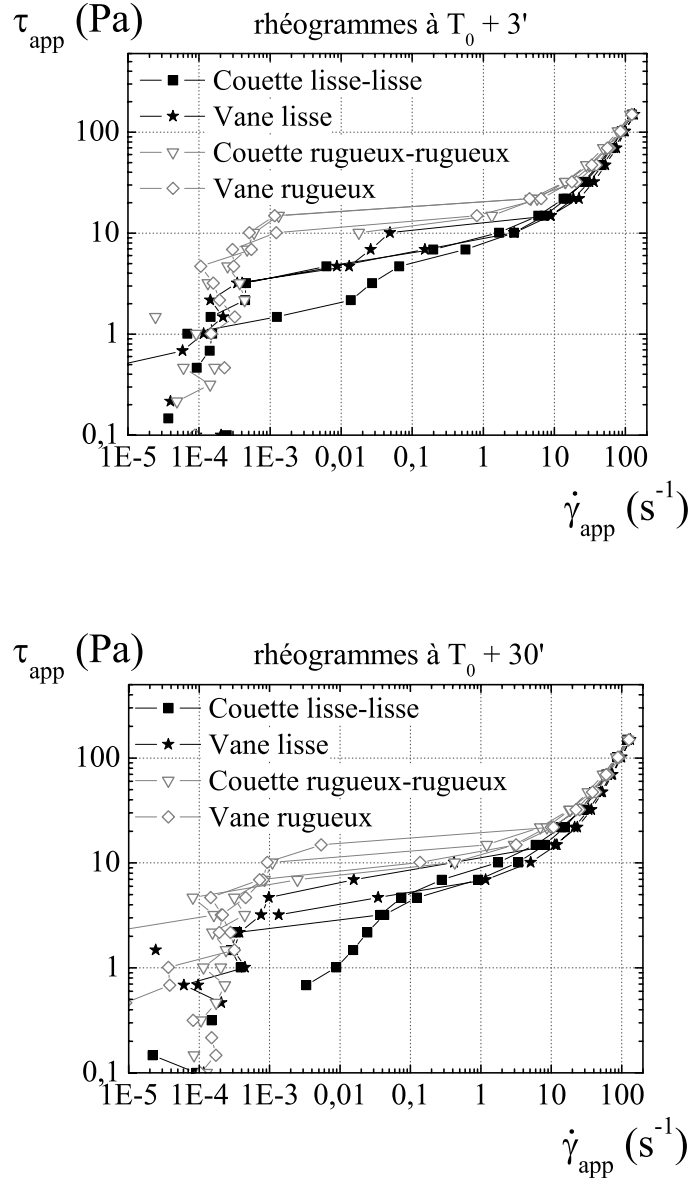 τapp (Pa)
rhéogrammes à T0 + 3'
Couette lisse-lisse
Vane lisse
Couette rugueux-rugueux
Vane rugueux
100
10
1
0,1
1E-5 1E-4 1E-3 0,01 0,1 1 10 100
γ̇app (s-1)
τapp (Pa)
rhéogrammes à T0 + 30'
Couette lisse-lisse
Vane lisse
Couette rugueux-rugueux
Vane rugueux
100
10
1
0,1
1E-5 1E-4 1E-3 0,01 0,1 1 10 100
γ̇app (s-1)